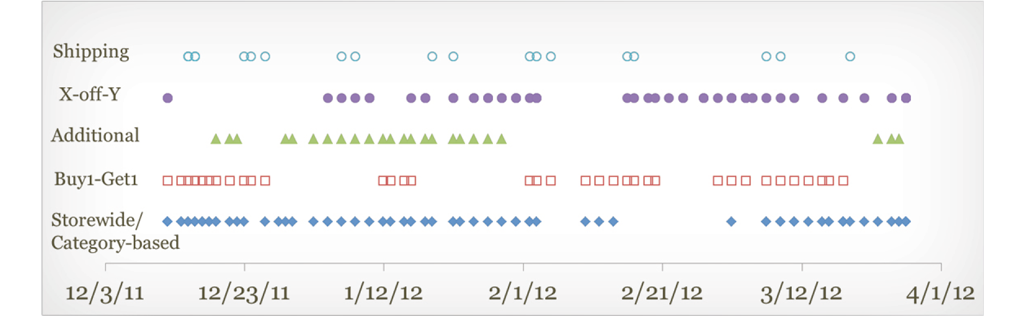 Shipping
X-off-Y
Additional
Buy1-Get1
Storewide/
Category-based
12/3/11 12/23/11 1/12/12 2/1/12 2/21/12 3/12/12 4/1/12